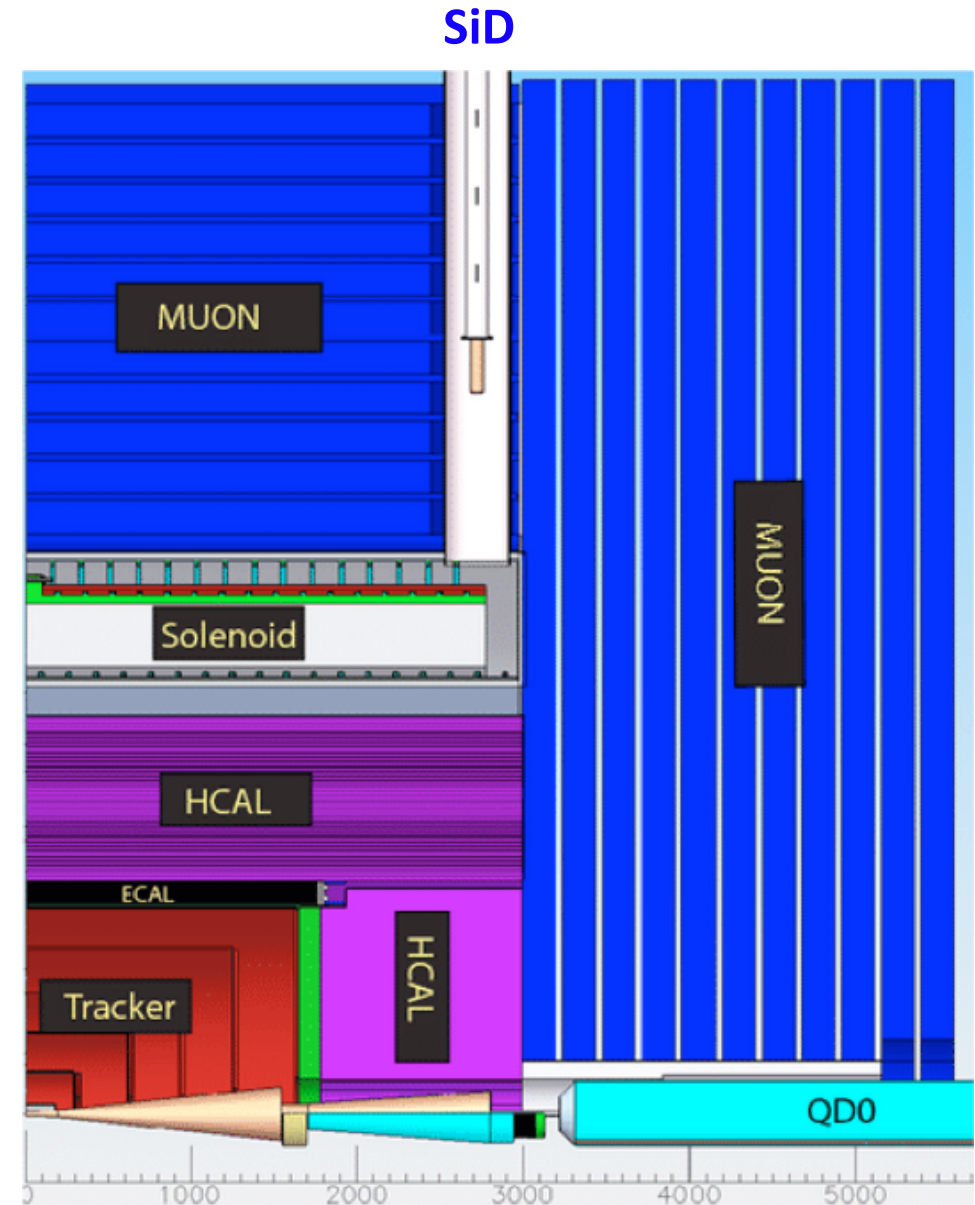 SiD
MUON
MUON
Solenoid
HCAL
ECAL
HCAL
Tracker
QD0
0 1000 2000 3000 4000 5000